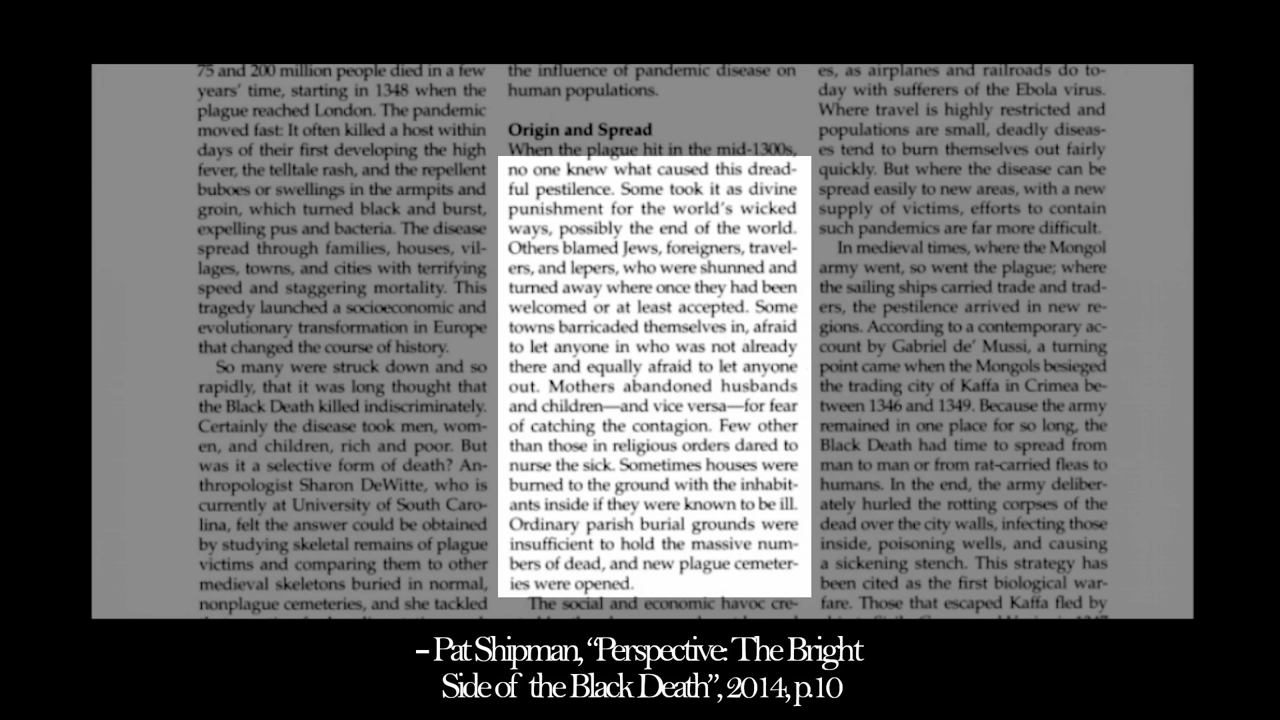 75 and 200 million people died in a few
years' time, starting in 1348 when the
plague reached London. The pandemic
moved fast: It often killed a host within
days of their first developing the high
fever, the telltale rash, and the repellent
buboes or swellings in the armpits and
groin, which turned black and burst,
expelling pus and bacteria. The disease
spread through families, houses, vil-
lages, towns, and cities with terrifying
speed and staggering mortality. This
tragedy launched a socioeconomic and
evolutionary transformation in Europe
that changed the course of history.
So many were struck down and so
rapidly, that it was long thought that
the Black Death killed indiscriminately.
Certainly the disease took men, wom-
en, and children, rich and poor. But
was it a selective form of death? An-
thropologist Sharon DeWitte, who is
currently at University of South Caro-
lina, felt the answer could be obtained
by studying skeletal remains of plague
victims and comparing them to other
medieval skeletons buried in normal,
nonplague cemeteries, and she tackled
the influence of pandemic disease on
human populations.
Origin and Spread
When the plague hit in the mid-1300s,
no one knew what caused this dread-
ful pestilence. Some took it as divine
punishment for the world's wicked
ways, possibly the end of the world.
Others blamed Jews, foreigners, travel-
ers, and lepers, who were shunned and
turned away where once they had been
welcomed or at least accepted. Some
towns barricaded themselves in, afraid
to let anyone in who was not already
there and equally afraid to let anyone
out. Mothers abandoned husbands
and children—and vice versa—for fear
of catching the contagion. Few other
than those in religious orders dared to
nurse the sick. Sometimes houses were
burned to the ground with the inhabit-
ants inside if they were known to be ill.
Ordinary parish burial grounds were
insufficient to hold the massive num-
bers of dead, and new plague cemeter-
ies were opened.
The social and economic havoc cre-
es, as airplanes and railroads do to-
day with sufferers of the Ebola virus.
Where travel is highly restricted and
populations are small, deadly diseas-
es tend to burn themselves out fairly
quickly. But where the disease can be
spread easily to new areas, with a new
supply of victims, efforts to contain
such pandemics are far more difficult.
In medieval times, where the Mongol
army went, so went the plague; where
the sailing ships carried trade and trad-
ers, the pestilence arrived in new re-
gions. According to a contemporary ac-
count by Gabriel de' Mussi, a turning
point came when the Mongols besieged
the trading city of Kaffa in Crimea be-
tween 1346 and 1349. Because the army
remained in one place for so long, the
Black Death had time to spread from
man to man or from rat-carried fleas to
humans. In the end, the army deliber-
ately hurled the rotting corpses of the
dead over the city walls, infecting those
inside, poisoning wells, and causing
a sickening stench. This strategy has
been cited as the first biological war-
fare. Those that escaped Kaffa fled by
– Pat Shipman, “Perspective: The Bright
Side of the Black Death”, 2014, p.10